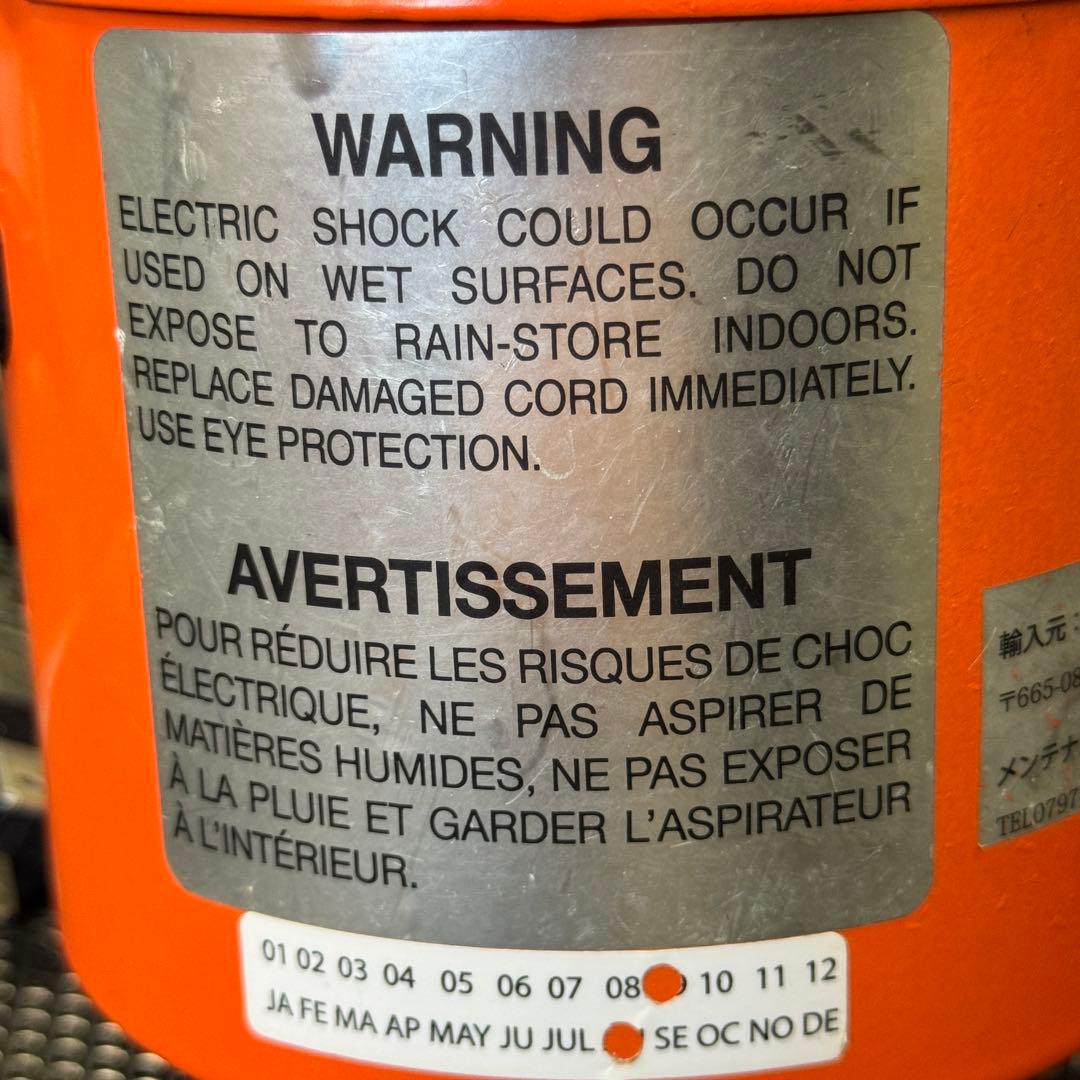 WARNING
ELECTRIC SHOCK COULD OCCUR IF
USED ON WET SURFACES. DO NOT
EXPOSE TO RAIN-STORE INDOORS.
REPLACE DAMAGED CORD IMMEDIATELY.
USE EYE PROTECTION.
AVERTISSEMENT
POUR RÉDUIRE LES RISQUES DE CHOC
ÉLECTRIQUE, NE PAS ASPIRER DE
MATIÈRES HUMIDES, NE PAS EXPOSER
À LA PLUIE ET GARDER L'ASPIRATEUR
À L'INTÉRIEUR.
輸入元
〒665-08
メンテナ
TEL0797
01 02 03 04 05 06 07 08 10 11 12
JA FE MA AP MAY JU JUL SE OC NO DE